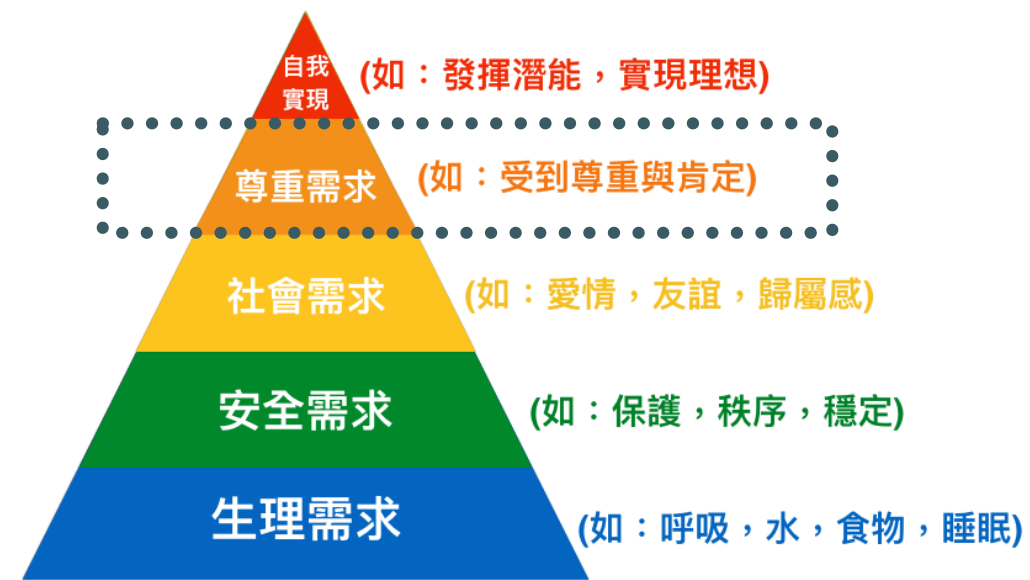 自我
實現
(如：發揮潛能，實現理想)
尊重需求
(如：受到尊重與肯定)
社會需求
(如：愛情，友誼，歸屬感)
安全需求
(如：保護，秩序，穩定)
生理需求
(如：呼吸，水，食物，睡眠)